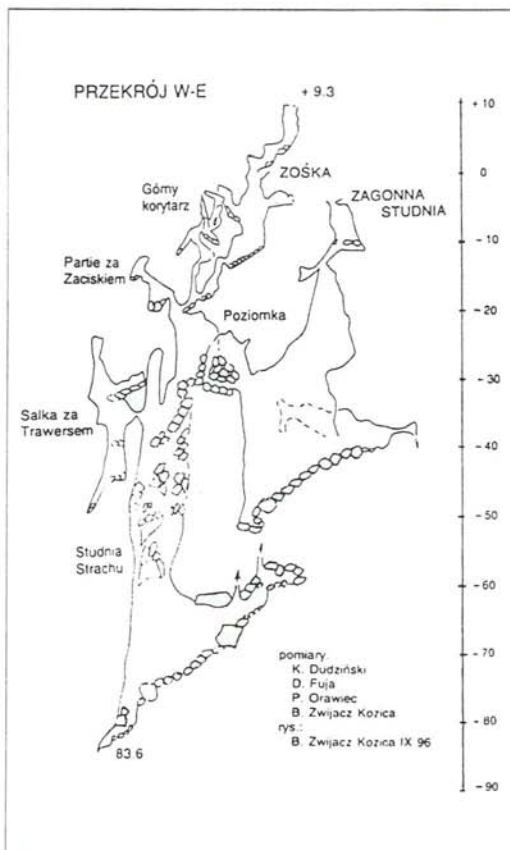 PRZEKRÓJ W-E
+ 9.3
ZOŚKA
Górny
korytarz
ZAGONNA
STUDNIA
Partie za
Zaciskiem
Poziomka
Salka za
Trawersem
Studnia
Strachu
83.6
pomiary.
K. Dudziński
D. Fuja
P. Orawiec
B. Zwijacz Kozica
rys.:
B. Zwijacz Kozica IX 96
+ 10
0
- 10
- 20
- 30
- 40
- 50
- 60
- 70
- 80
- 90